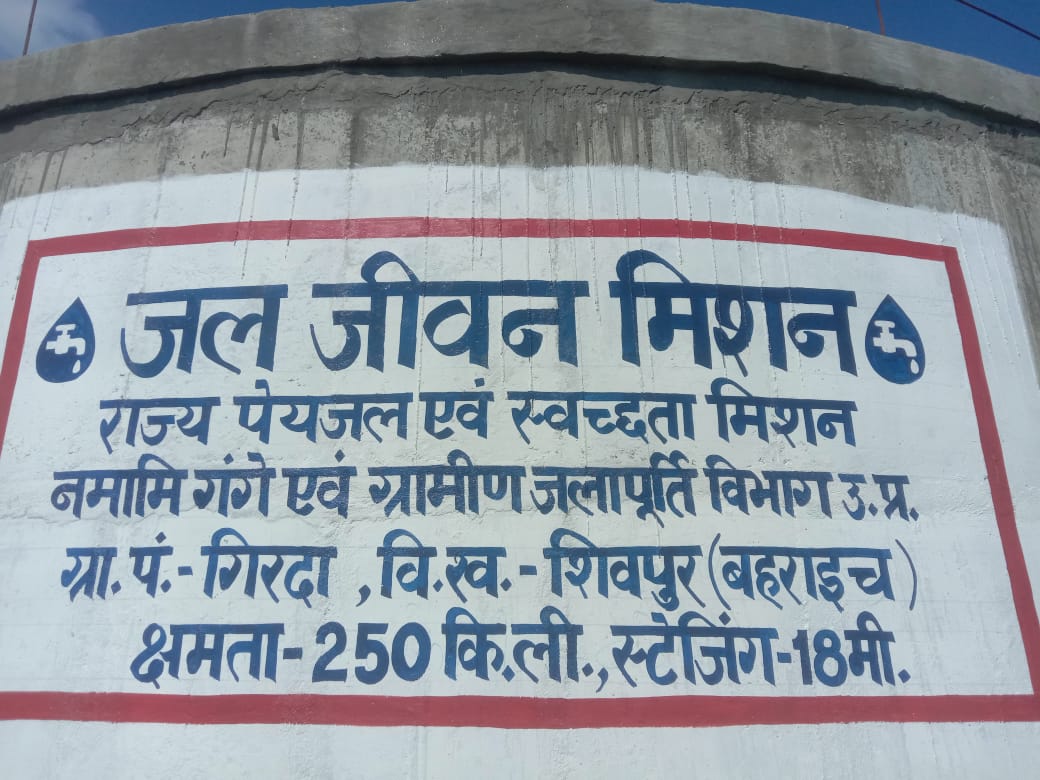 जल जीवन मिशन
राज्य पेयजल एवं स्वच्छता मिशन
नमामि गंगे एवं ग्रामीण जलापूर्ति विभाग उ.प्र.
ग्रा.पं.-गिरदा ,वि.ख.-शिवपुर (बहराइच)
क्षमता-250 कि.ली.,स्टेजिंग-18मी.